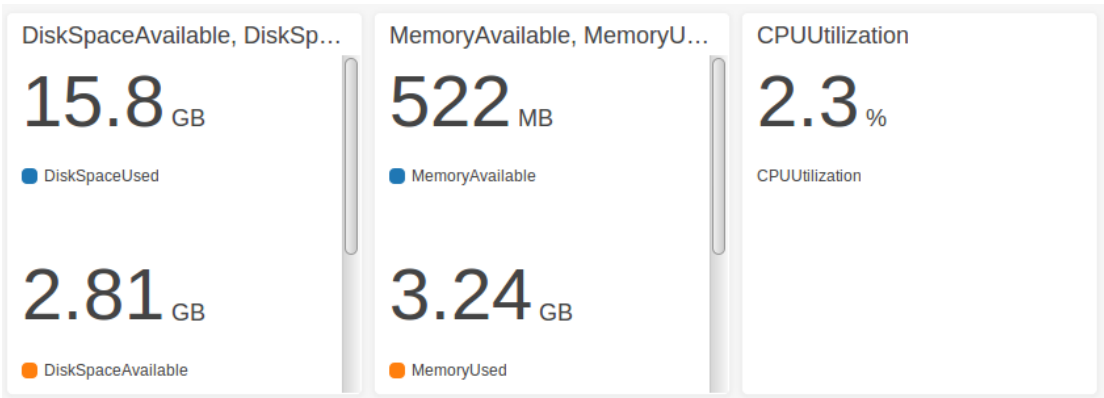 DiskSpaceAvailable, DiskSp...
15.8 GB
DiskSpaceUsed
2.81 GB
DiskSpaceAvailable
MemoryAvailable, MemoryU...
522 MB
MemoryAvailable
3.24 GB
MemoryUsed
CPUUtilization
2.3 %
CPUUtilization